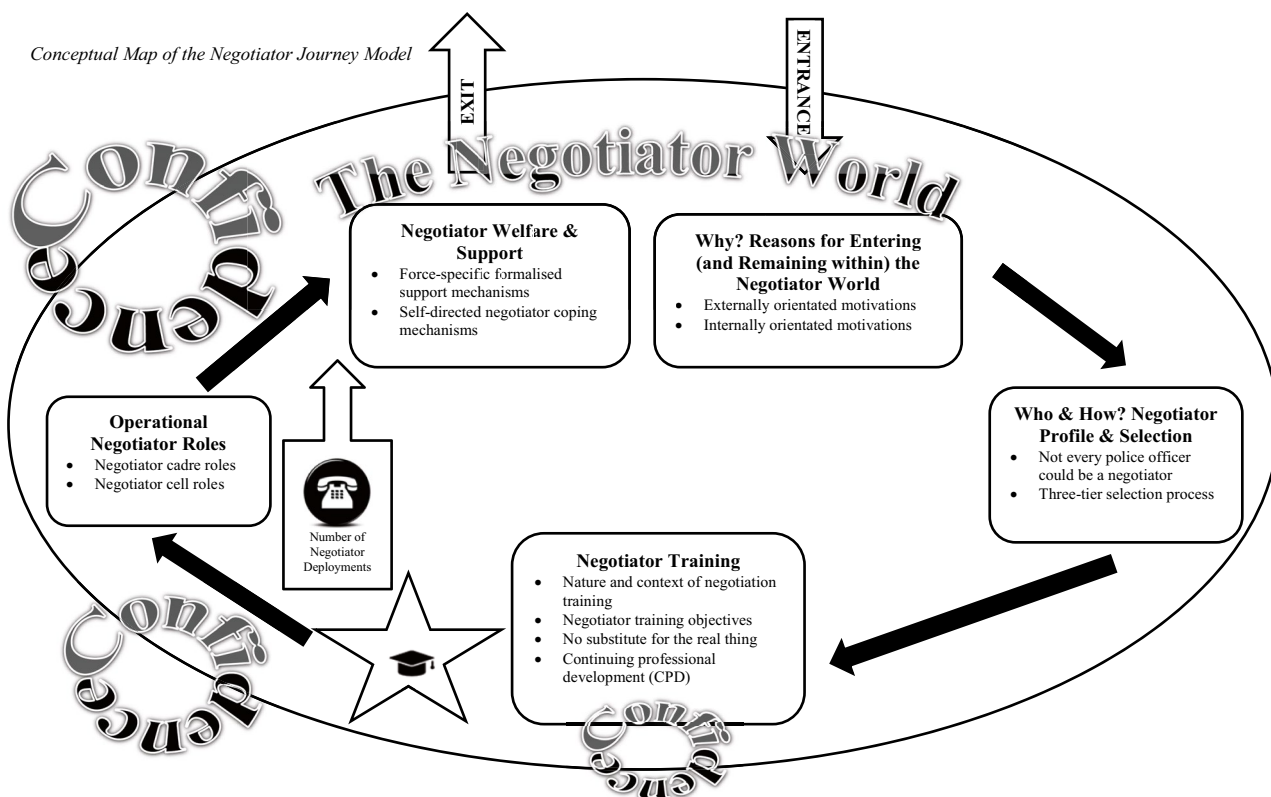 Conceptual Map of the Negotiator Journey Model
EXIT
ENTRANCE
The Negotiator World
Confidence
Negotiator Welfare &
Support
• Force-specific formalised
support mechanisms
• Self-directed negotiator coping
mechanisms
Why? Reasons for Entering
(and Remaining within) the
Negotiator World
• Externally orientated motivations
• Internally orientated motivations
Who & How? Negotiator
Profile & Selection
• Not every police officer
could be a negotiator
• Three-tier selection process
Operational
Negotiator Roles
• Negotiator cadre roles
• Negotiator cell roles
Number of
Negotiator
Deployments
Negotiator Training
• Nature and context of negotiation
training
• Negotiator training objectives
• No substitute for the real thing
• Continuing professional
development (CPD)
Confidence
Confidence